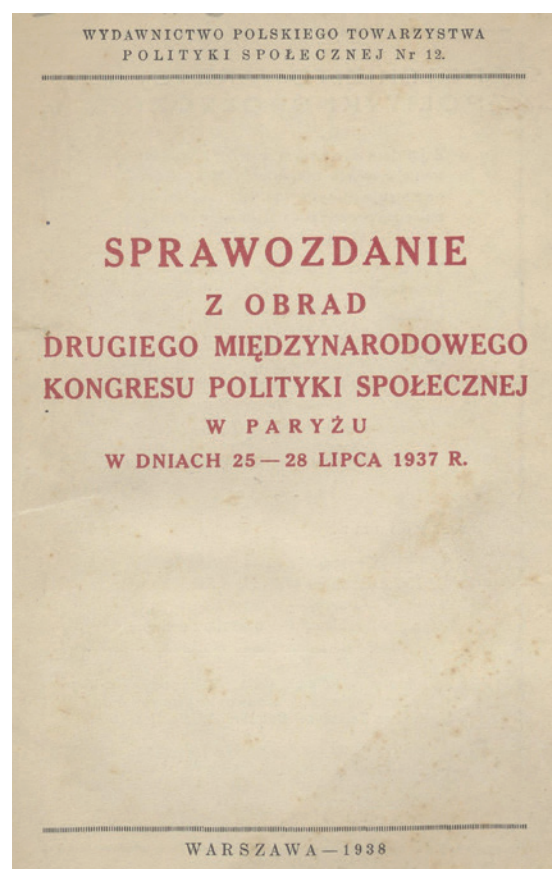 WYDAWNICTWO POLSKIEGO TOWARZYSTWA
POLITYKI SPOŁECZNEJ Nr 12.
SPRAWOZDANIE
Z OBRAD
DRUGIEGO MIĘDZYNARODOWEGO
KONGRESU POLITYKI SPOŁECZNEJ
W PARYŻU
W DNIACH 25 — 28 LIPCA 1937 R.
WARSZAWA — 1938